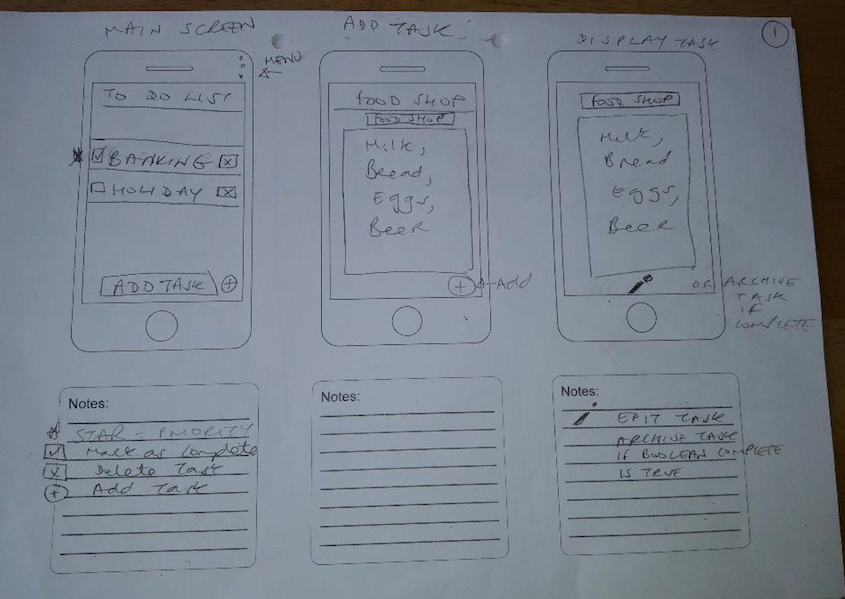 MAIN SCREEN
MENU
TO DO LIST
BANKING
HOLIDAY
ADD TASK
Notes:
STAR = PRIORITY
Mark as complete
Delete Task
Add Task
ADD TASK
FOOD SHOP
FOOD SHOP
Milk,
Bread,
Eggs,
Beer
Add
Notes:
DISPLAY TASK
1
FOOD SHOP
Milk,
Bread
Eggs,
Beer
OR ARCHIVE
TASK
IF
COMPLETE
Notes:
EDIT TASK
ARCHIVE TASK
IF BOOLEAN COMPLETE
IS TRUE